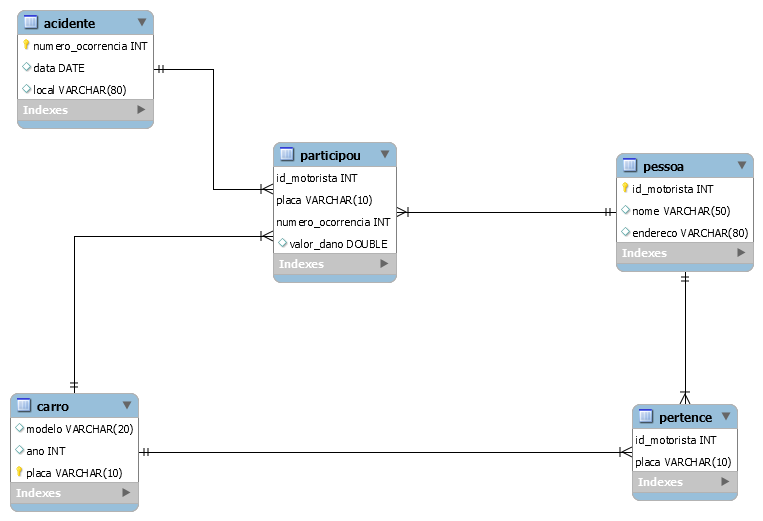 acidente
numero_ocorrencia INT
data DATE
local VARCHAR(80)
Indexes
participou
id_motorista INT
placa VARCHAR(10)
numero_ocorrencia INT
valor_dano DOUBLE
Indexes
pessoa
id_motorista INT
nome VARCHAR(50)
endereco VARCHAR(80)
Indexes
carro
modelo VARCHAR(20)
ano INT
placa VARCHAR(10)
Indexes
pertence
id_motorista INT
placa VARCHAR(10)
Indexes